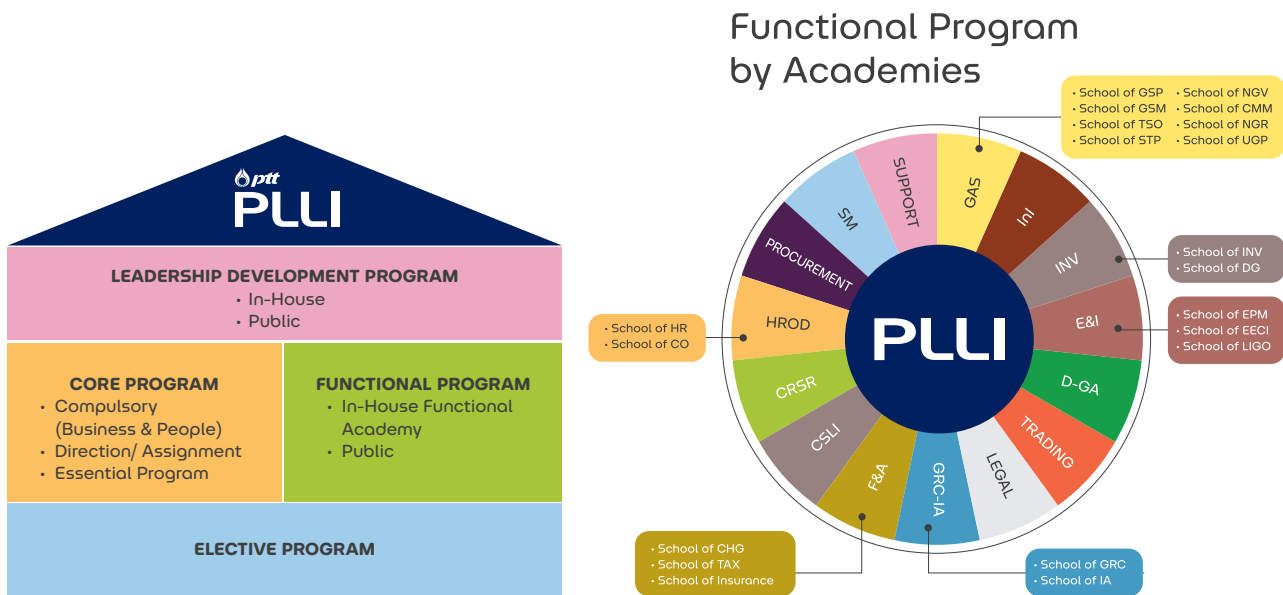 ptt
PLLI
LEADERSHIP DEVELOPMENT PROGRAM
• In-House
• Public
CORE PROGRAM
• Compulsory
(Business & People)
• Direction/ Assignment
• Essential Program
FUNCTIONAL PROGRAM
• In-House Functional
Academy
• Public
ELECTIVE PROGRAM
Functional Program
by Academies
• School of GSP
• School of GSM
• School of TSO
• School of STP
• School of NGV
• School of CMM
• School of NGR
• School of UGP
GAS
InI
INV
• School of INV
• School of DG
E&I
• School of EPM
• School of EECI
• School of LIGO
D-GA
TRADING
LEGAL
GRC-IA
• School of GRC
• School of IA
F&A
• School of CHG
• School of TAX
• School of Insurance
CSLI
CRSR
HROD
• School of HR
• School of CO
PROCUREMENT
SM
SUPPORT
PLLI